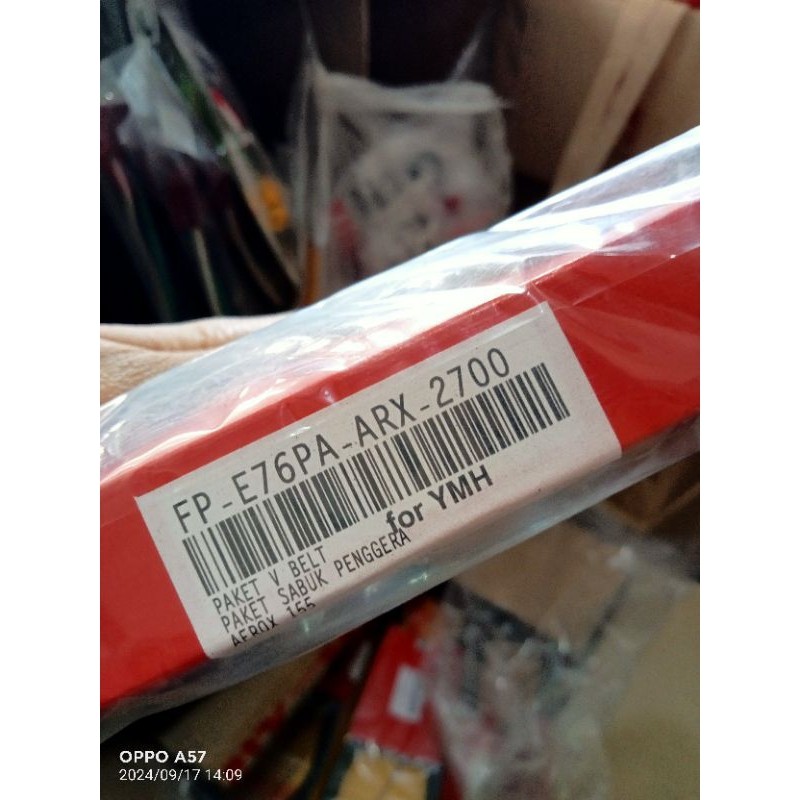 FP-E76PA-ARX-2700
for YMH
PAKET V BELT
PAKET SABUK PENGGERA
AEROX 155
OPPO A57
2024/09/17 14:09